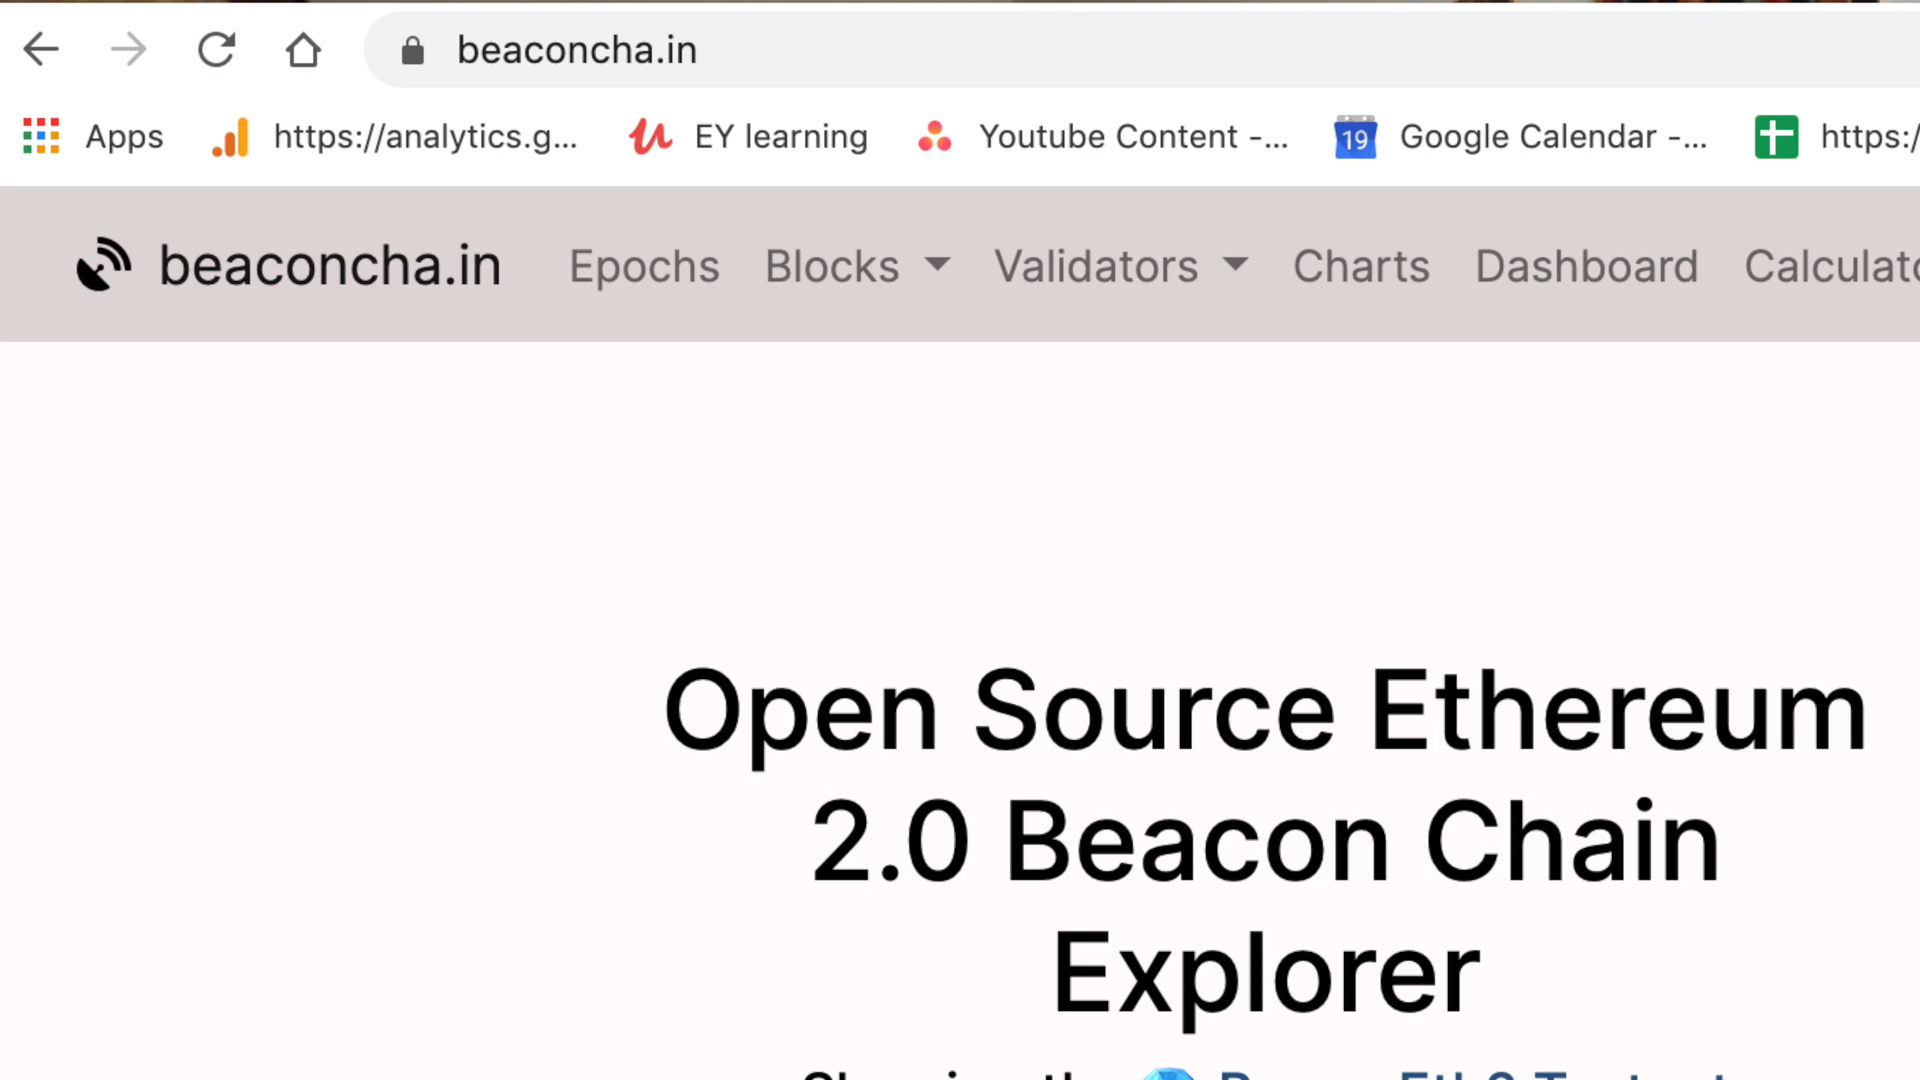 beaconcha.in
Apps https://analytics.g... EY learning Youtube Content -... 19 Google Calendar -... https:/
beaconcha.in Epochs Blocks Validators Charts Dashboard
Open Source Ethereum
2.0 Beacon Chain
Explorer